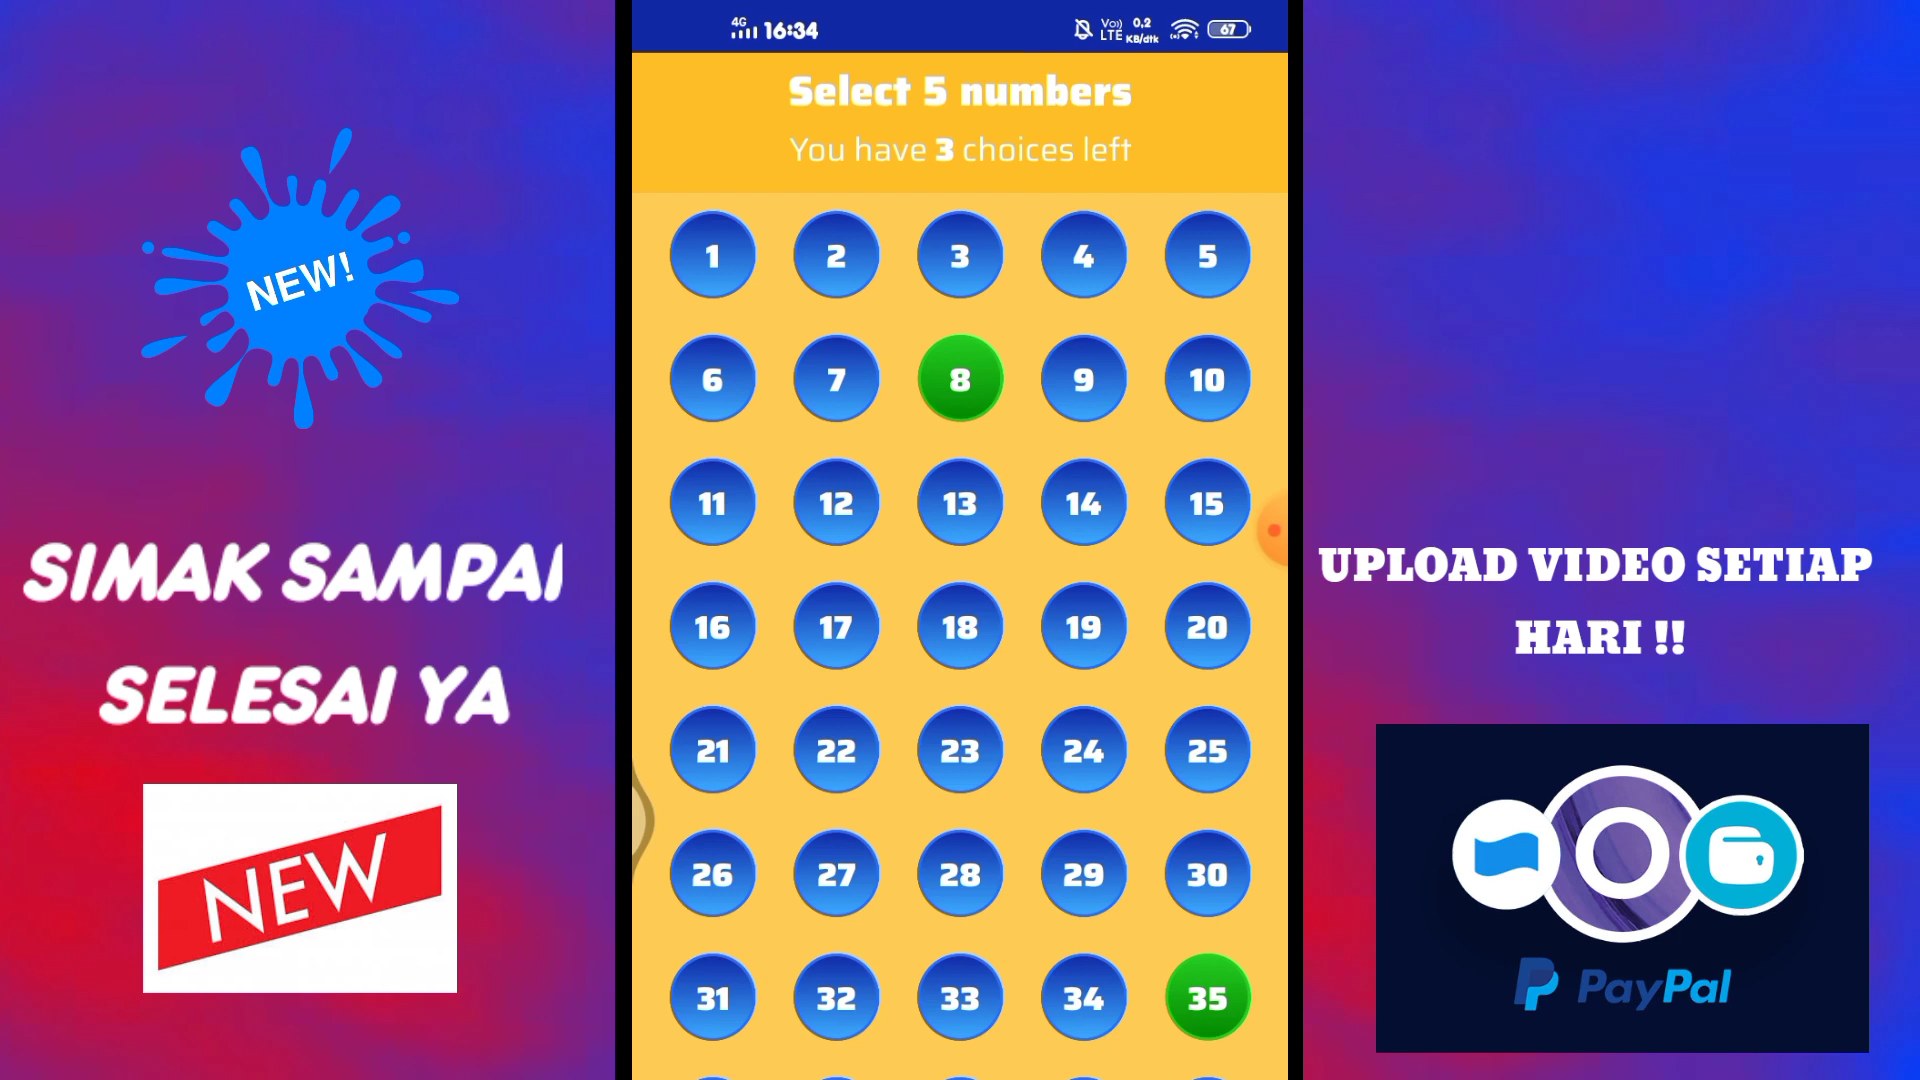 4G 16:34 Vo)) LTE 0,2 KB/dtk 67
Select 5 numbers
You have 3 choices left
1 2 3 4 5
6 7 8 9 10
11 12 13 14 15
16 17 18 19 20
21 22 23 24 25
26 27 28 29 30
31 32 33 34 35
NEW!
SIMAK SAMPAI
SELESAI YA
NEW
UPLOAD VIDEO SETIAP
HARI !!
PayPal